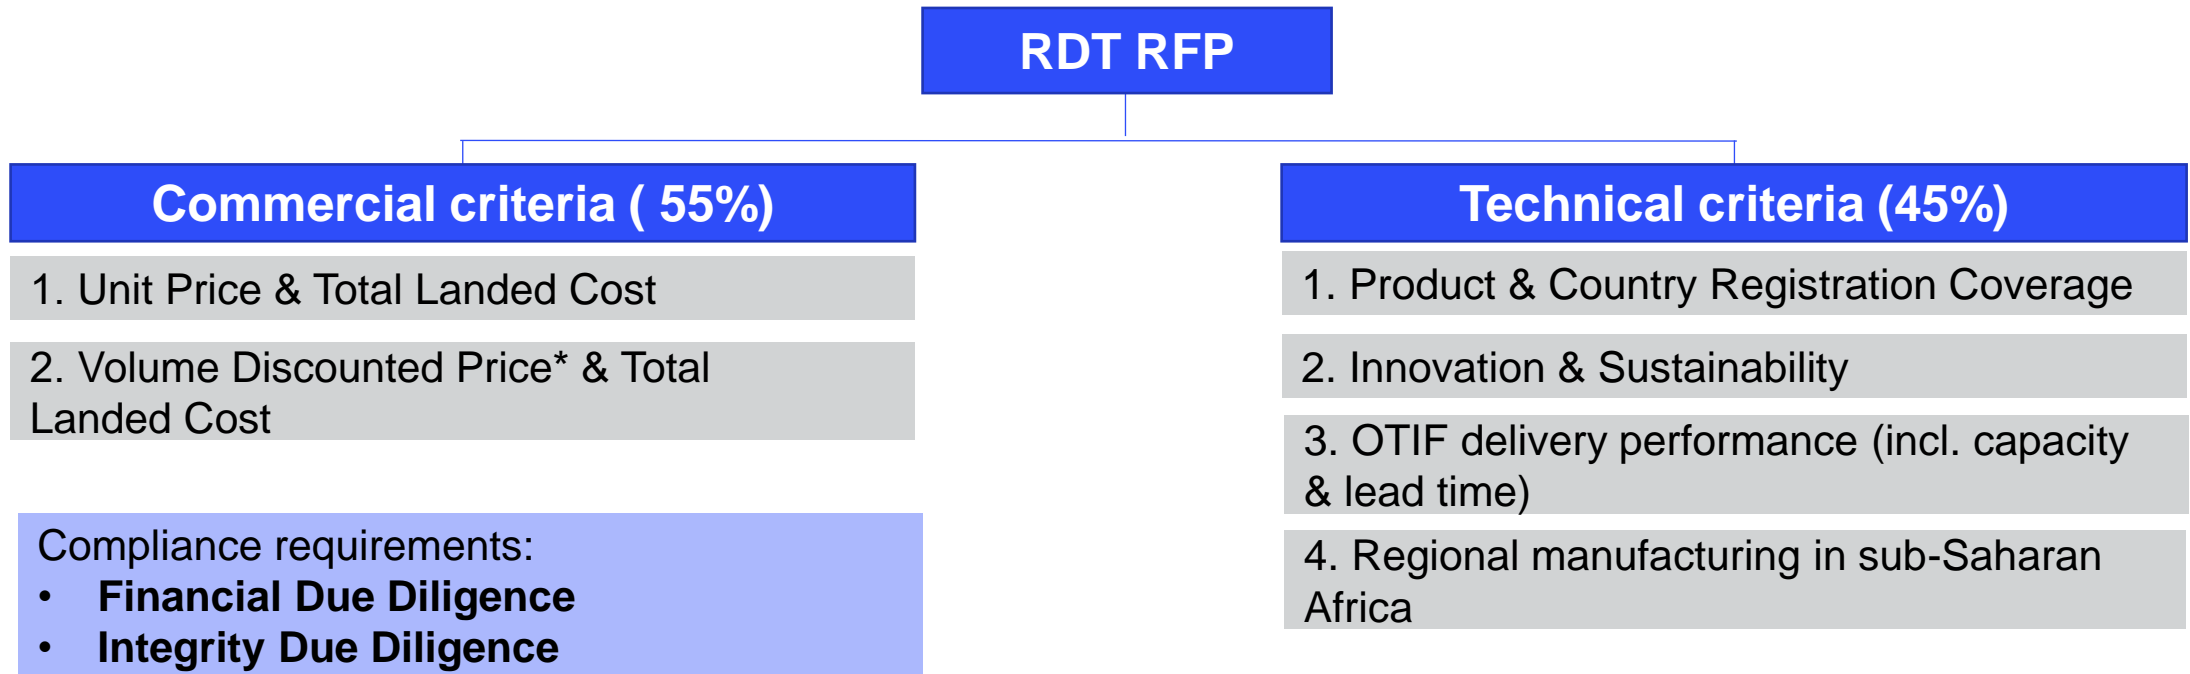 RDT RFP
Commercial criteria ( 55%)
1. Unit Price & Total Landed Cost
2. Volume Discounted Price* & Total
Landed Cost
Compliance requirements:
• Financial Due Diligence
• Integrity Due Diligence
Technical criteria (45%)
1. Product & Country Registration Coverage
2. Innovation & Sustainability
3. OTIF delivery performance (incl. capacity
& lead time)
4. Regional manufacturing in sub-Saharan
Africa